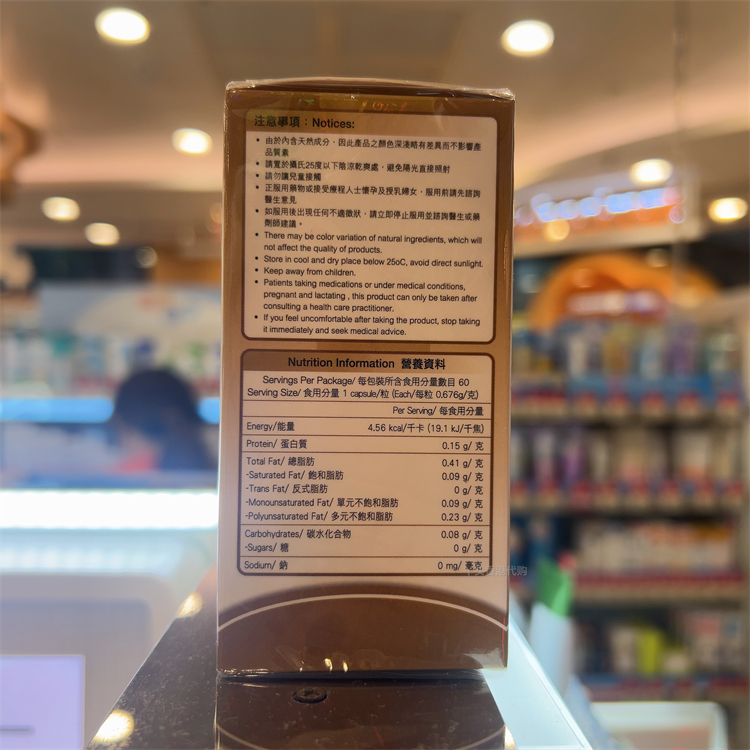 注意事項：Notices:
• 由於內含天然成分，因此產品之顏色深淺略有差異而不影響產
品質素
• 請置於攝氏25度以下陰涼乾爽處，避免陽光直接照射
• 請勿讓兒童接觸
• 正服用藥物或接受療程人士懷孕及授乳婦女，服用前請先諮詢
醫生意見
• 如服用後出現任何不適徵狀，請立即停止服用並諮詢醫生或藥
劑師建議。
• There may be color variation of natural ingredients, which will
not affect the quality of products.
• Store in cool and dry place below 25oC, avoid direct sunlight.
• Keep away from children.
• Patients taking medications or under medical conditions,
pregnant and lactating , this product can only be taken after
consulting a health care practitioner.
• If you feel uncomfortable after taking the product, stop taking
it immediately and seek medical advice.
Nutrition Information 營養資料
Servings Per Package/ 每包裝所含食用分量數目 60
Serving Size/ 食用分量 1 capsule/粒 (Each/每粒 0.676g/克)
Per Serving/ 每食用分量
Energy/能量 4.56 kcal/千卡 (19.1 kJ/千焦)
Protein/ 蛋白質 0.15 g/ 克
Total Fat/ 總脂肪 0.41 g/ 克
-Saturated Fat/ 飽和脂肪 0.09 g/ 克
-Trans Fat/ 反式脂肪 0 g/ 克
-Monounsaturated Fat/ 單元不飽和脂肪 0.09 g/ 克
-Polyunsaturated Fat/ 多元不飽和脂肪 0.23 g/ 克
Carbohydrates/ 碳水化合物 0.08 g/ 克
-Sugars/ 糖 0 g/ 克
Sodium/ 鈉 0 mg/ 毫克
代购